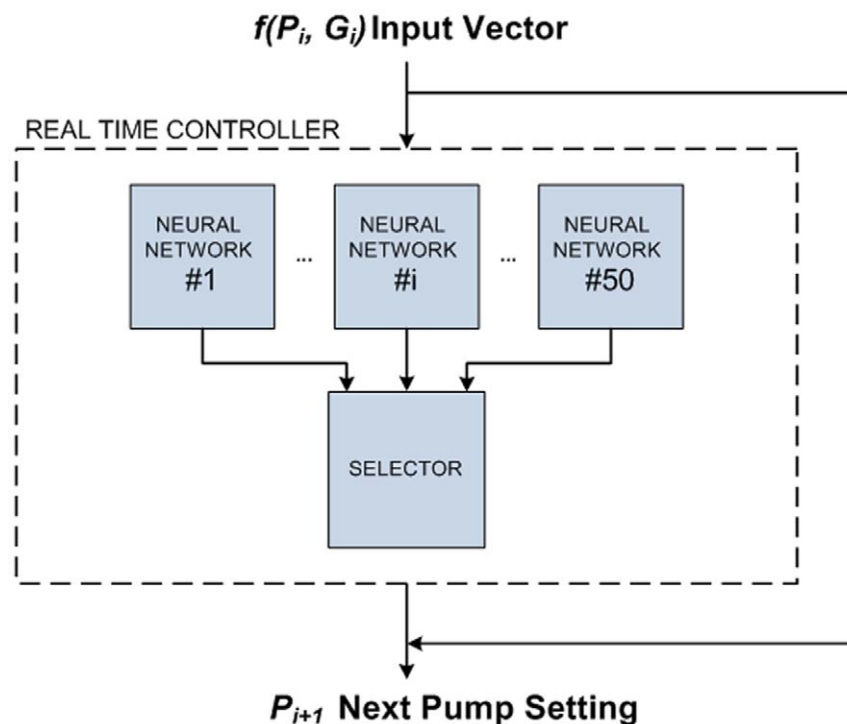 f(Pi, Gi) Input Vector
REAL TIME CONTROLLER
NEURAL
NETWORK
#1
...
NEURAL
NETWORK
#i
...
NEURAL
NETWORK
#50
SELECTOR
Pi+1 Next Pump Setting